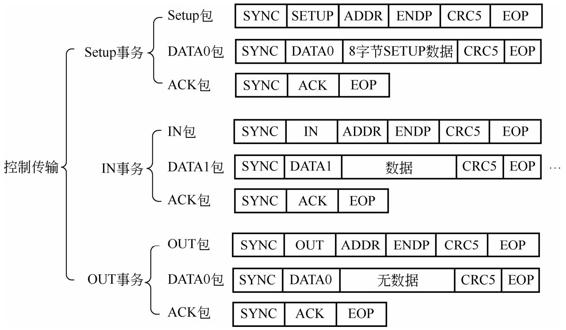 Setup包 SYNC SETUP ADDR ENDP CRC5 EOP
Setup事务 DATA0包 SYNC DATA0 8字节SETUP数据 CRC5 EOP
ACK包 SYNC ACK EOP
IN包 SYNC IN ADDR ENDP CRC5 EOP
控制传输 IN事务 DATA1包 SYNC DATA1 数据 CRC5 EOP …
ACK包 SYNC ACK EOP
OUT包 SYNC OUT ADDR ENDP CRC5 EOP
OUT事务 DATA0包 SYNC DATA0 无数据 CRC5 EOP
ACK包 SYNC ACK EOP